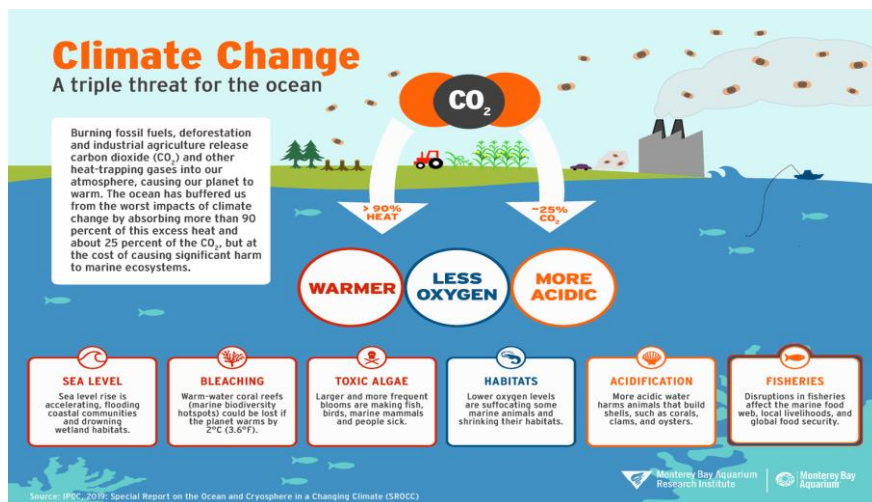 Climate Change
A triple threat for the ocean
CO₂
Burning fossil fuels, deforestation
and industrial agriculture release
carbon dioxide (CO₂) and other
heat-trapping gases into our
atmosphere, causing our planet to
warm. The ocean has buffered us
from the worst impacts of climate
change by absorbing more than 90
percent of this excess heat and
about 25 percent of the CO₂, but at
the cost of causing significant harm
to marine ecosystems.
> 90%
HEAT
~25%
CO₂
WARMER
LESS
OXYGEN
MORE
ACIDIC
SEA LEVEL
Sea level rise is
accelerating, flooding
coastal communities
and drowning
wetland habitats.
BLEACHING
Warm-water coral reefs
(marine biodiversity
hotspots) could be lost if
the planet warms by
2°C (3.6°F).
TOXIC ALGAE
Larger and more frequent
blooms are making fish,
birds, marine mammals
and people sick.
HABITATS
Lower oxygen levels
are suffocating some
marine animals and
shrinking their habitats.
ACIDIFICATION
More acidic water
harms animals that build
shells, such as corals,
clams, and oysters.
FISHERIES
Disruptions in fisheries
affect the marine food
web, local livelihoods, and
global food security.
Monterey Bay Aquarium
Research Institute
Monterey Bay
Aquarium
Source: IPCC, 2019: Special Report on the Ocean and Cryosphere in a Changing Climate (SROCC)